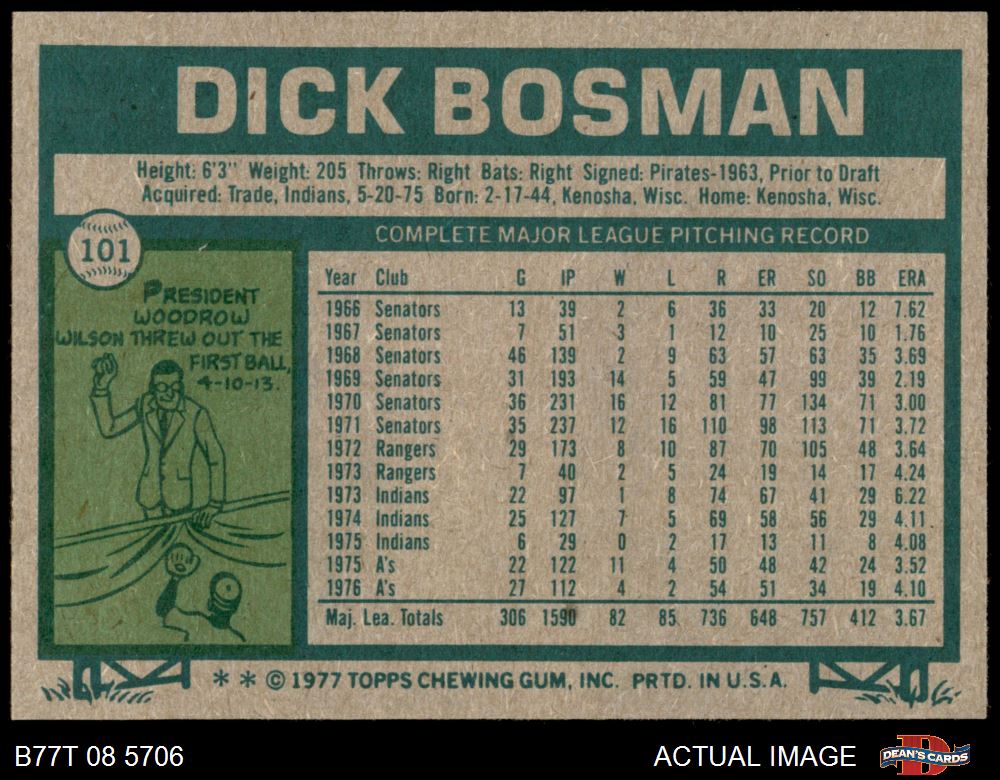 DICK BOSMAN
Height: 6'3" Weight: 205 Throws: Right Bats: Right Signed: Pirates-1963, Prior to Draft
Acquired: Trade, Indians, 5-20-75 Born: 2-17-44, Kenosha, Wisc. Home: Kenosha, Wisc.
101
PRESIDENT
WOODROW
WILSON THREW OUT THE
FIRST BALL,
4-10-13.
COMPLETE MAJOR LEAGUE PITCHING RECORD
Year Club G IP W L R ER SO BB ERA
1966 Senators 13 39 2 6 36 33 20 12 7.62
1967 Senators 7 51 3 1 12 10 25 10 1.76
1968 Senators 46 139 2 9 63 57 63 35 3.69
1969 Senators 31 193 14 5 59 47 99 39 2.19
1970 Senators 36 231 16 12 81 77 134 71 3.00
1971 Senators 35 237 12 16 110 98 113 71 3.72
1972 Rangers 29 173 8 10 87 70 105 48 3.64
1973 Rangers 7 40 2 5 24 19 14 17 4.24
1973 Indians 22 97 1 8 74 67 41 29 6.22
1974 Indians 25 127 7 5 69 58 56 29 4.11
1975 Indians 6 29 0 2 17 13 11 8 4.08
1975 A's 22 122 11 4 50 48 42 24 3.52
1976 A's 27 112 4 2 54 51 34 19 4.10
Maj. Lea. Totals 306 1590 82 85 736 648 757 412 3.67
* * © 1977 TOPPS CHEWING GUM, INC. PRTD. IN U.S.A.
B77T 08 5706
ACTUAL IMAGE
DEAN'S CARDS